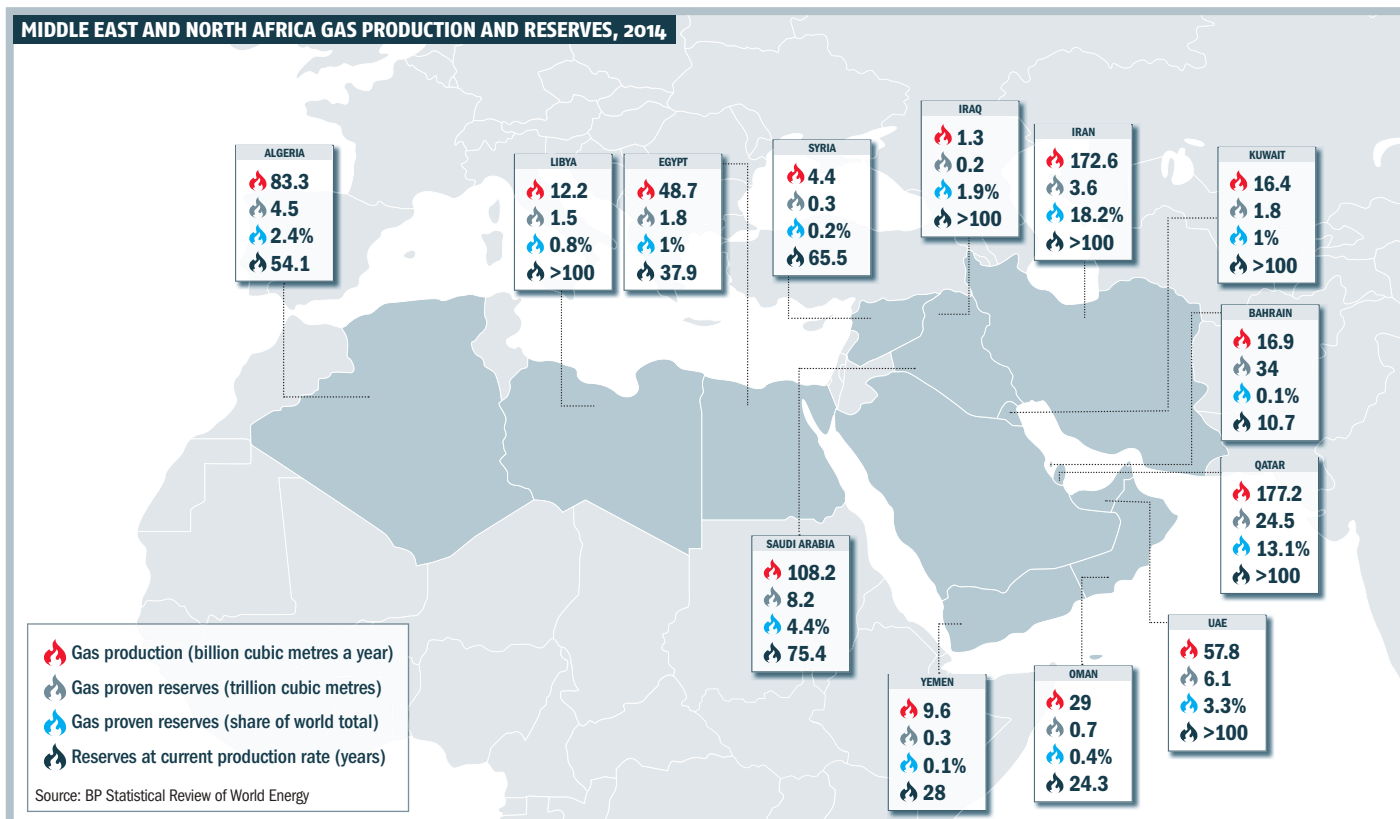 MIDDLE EAST AND NORTH AFRICA GAS PRODUCTION AND RESERVES, 2014
ALGERIA
83.3
4.5
2.4%
54.1
LIBYA
12.2
1.5
0.8%
>100
EGYPT
48.7
1.8
1%
37.9
SYRIA
4.4
0.3
0.2%
65.5
IRAQ
1.3
0.2
1.9%
>100
IRAN
172.6
3.6
18.2%
>100
KUWAIT
16.4
1.8
1%
>100
BAHRAIN
16.9
34
0.1%
10.7
QATAR
177.2
24.5
13.1%
>100
SAUDI ARABIA
108.2
8.2
4.4%
75.4
UAE
57.8
6.1
3.3%
>100
YEMEN
9.6
0.3
0.1%
28
OMAN
29
0.7
0.4%
24.3
Gas production (billion cubic metres a year)
Gas proven reserves (trillion cubic metres)
Gas proven reserves (share of world total)
Reserves at current production rate (years)
Source: BP Statistical Review of World Energy